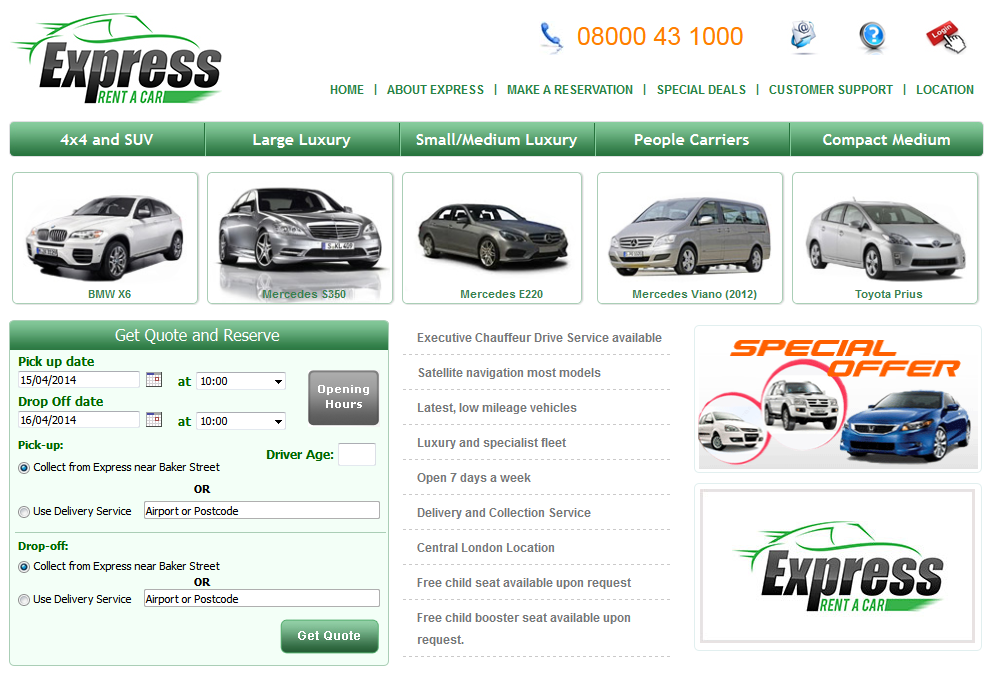 Express
RENT A CAR
08000 43 1000
Login
HOME | ABOUT EXPRESS | MAKE A RESERVATION | SPECIAL DEALS | CUSTOMER SUPPORT | LOCATION
4x4 and SUV
Large Luxury
Small/Medium Luxury
People Carriers
Compact Medium
BMW X6
Mercedes S350
Mercedes E220
Mercedes Viano (2012)
Toyota Prius
Get Quote and Reserve
Pick up date
15/04/2014 at 10:00
Drop Off date
16/04/2014 at 10:00
Opening
Hours
Pick-up:
Driver Age:
Collect from Express near Baker Street
OR
Use Delivery Service Airport or Postcode
Drop-off:
Collect from Express near Baker Street
OR
Use Delivery Service Airport or Postcode
Get Quote
Executive Chauffeur Drive Service available
Satellite navigation most models
Latest, low mileage vehicles
Luxury and specialist fleet
Open 7 days a week
Delivery and Collection Service
Central London Location
Free child seat available upon request
Free child booster seat available upon
request.
SPECIAL
OFFER
Express
RENT A CAR